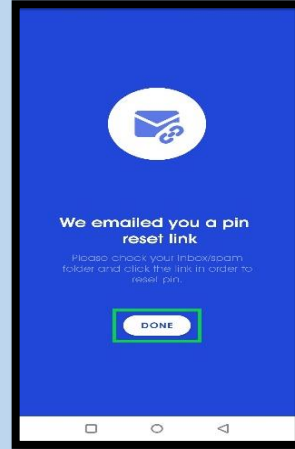 We emailed you a pin
reset link
Please check your inbox/spam
folder and click the link in order to
reset pin.
DONE